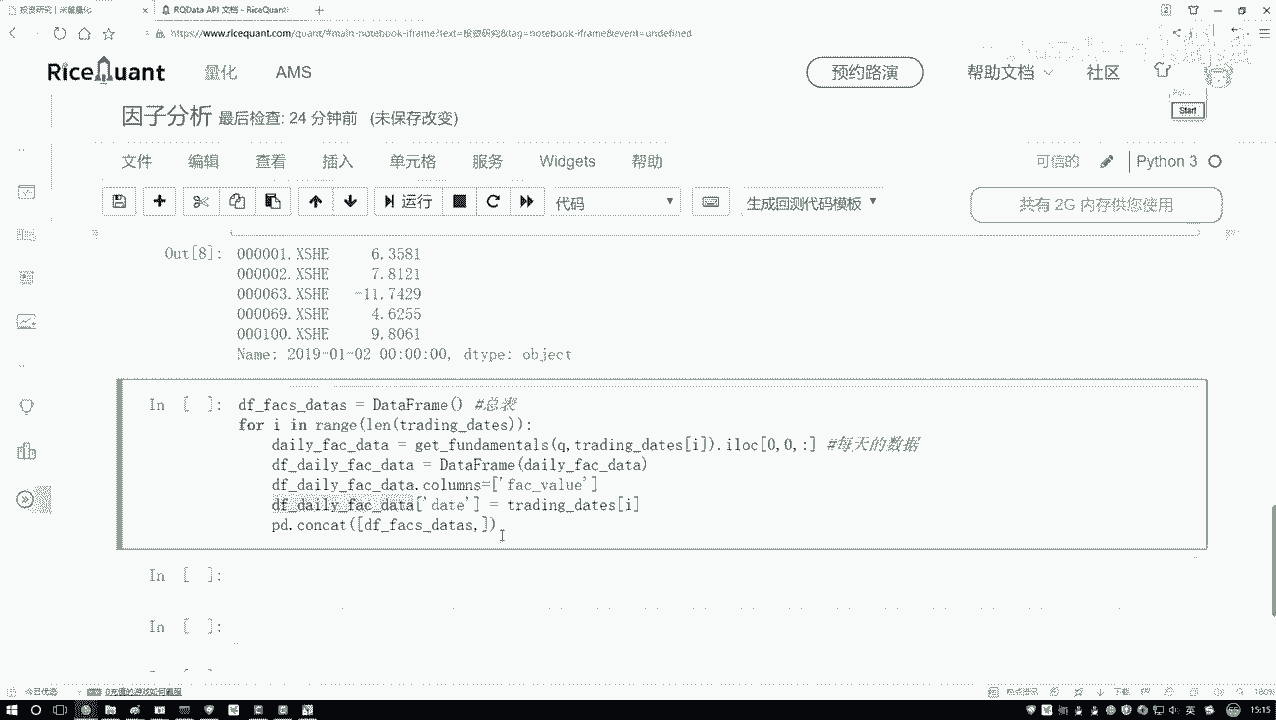 投资研究 | 米筐量化
RQData API 文档 - RiceQuant
https://www.ricequant.com/quant/#main-notebook-iframe?text=投资研究&tag=notebook-iframe&event=undefined
RiceQuant 量化 AMS 预约路演 帮助文档 社区
Start
因子分析 最后检查: 24 分钟前 (未保存改变)
文件 编辑 查看 插入 单元格 服务 Widgets 帮助 可信的 Python 3
运行 代码 生成回测代码模板 共有 2G 内存供您使用
Out[8]: 000001.XSHE 6.3581
000002.XSHE 7.8121
000063.XSHE -11.7429
000069.XSHE 4.6255
000100.XSHE 9.8061
Name: 2019-01-02 00:00:00, dtype: object
In [ ]: df_facs_datas = DataFrame() #总表
for i in range(len(trading_dates)):
daily_fac_data = get_fundamentals(q,trading_dates[i]).iloc[0,0,:] #每天的数据
df_daily_fac_data = DataFrame(daily_fac_data)
df_daily_fac_data.columns=['fac_value']
df_daily_fac_data['date'] = trading_dates[i]
pd.concat([df_facs_datas,])
In [ ]:
In [ ]:
今日优选
下载 160%
英 15:15